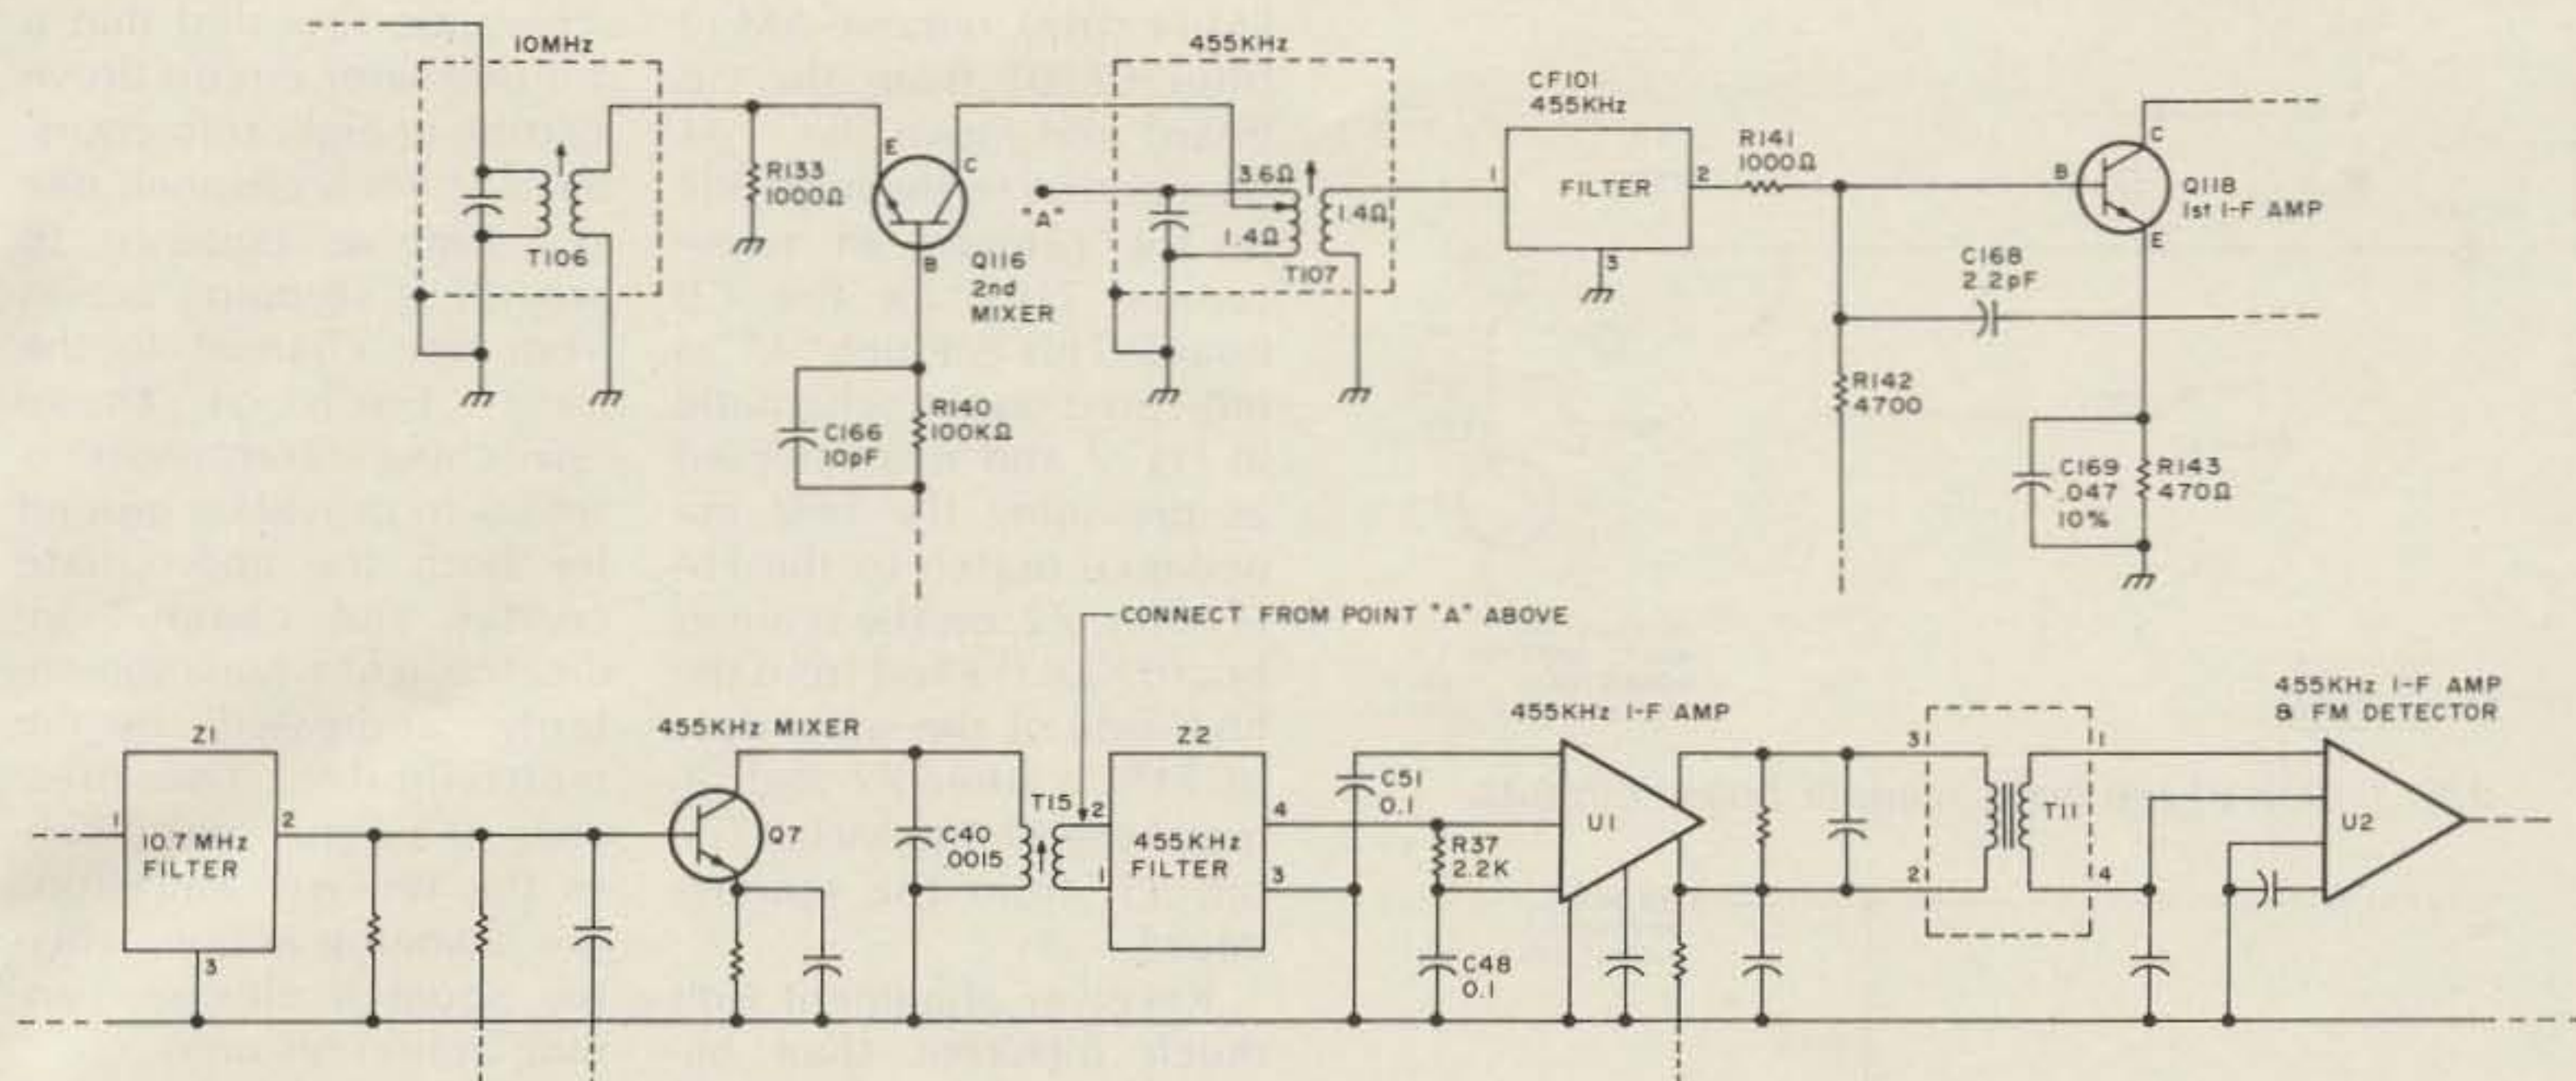 10MHz
T106
R133
1000Ω
E
C
B
Q116
2nd
MIXER
C166
10pF
R140
100KΩ
455KHz
"A"
3.6Ω
1.4Ω
1.4Ω
T107
CF101
455KHz
1
FILTER
2
3
R141
1000Ω
B
C
E
Q118
1st I-F AMP
C168
2.2pF
R142
4700
C169
.047
10%
R143
470Ω
CONNECT FROM POINT "A" ABOVE
Z1
1
10.7 MHz
FILTER
2
3
455KHz MIXER
Q7
C40
.0015
T15
2
1
Z2
455KHz
FILTER
4
3
C51
0.1
R37
2.2K
C48
0.1
455KHz I-F AMP
U1
3
2
1
4
T11
455KHz I-F AMP
& FM DETECTOR
U2